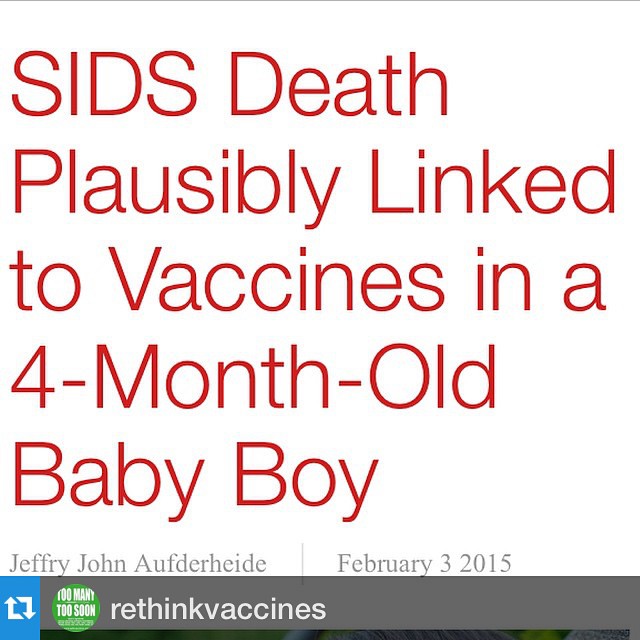 SIDS Death
Plausibly Linked
to Vaccines in a
4-Month-Old
Baby Boy
Jeffry John Aufderheide
February 3 2015
TOO MANY
TOO SOON
rethinkvaccines